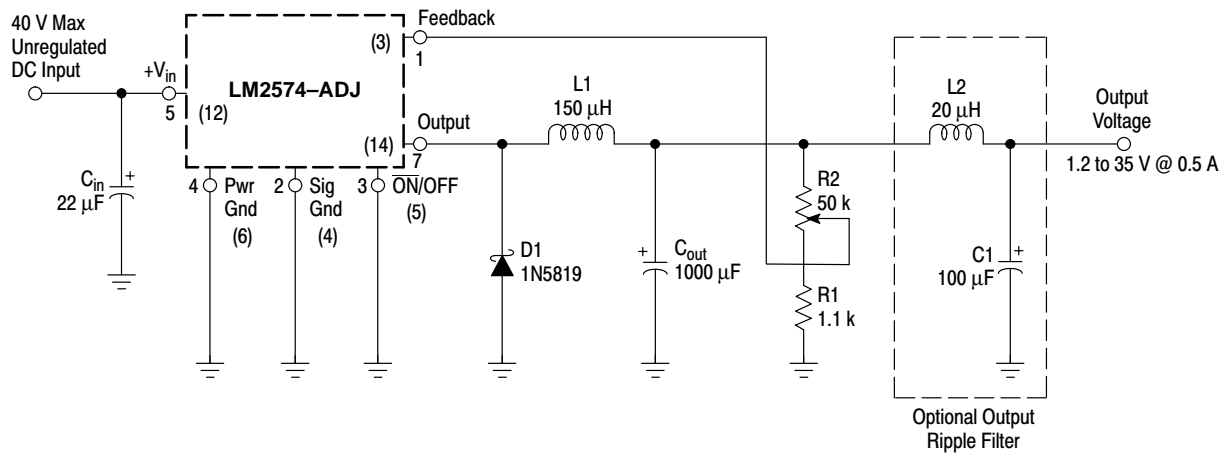 40 V Max
Unregulated
DC Input
+Vin
5
(12)
LM2574–ADJ
(3)
Feedback
1
(14)
Output
7
Cin
22 μF
+
4
Pwr
Gnd
(6)
2
Sig
Gnd
(4)
3
ON/OFF
(5)
D1
1N5819
L1
150 μH
+
Cout
1000 μF
R2
50 k
R1
1.1 k
L2
20 μH
+
C1
100 μF
Output
Voltage
1.2 to 35 V @ 0.5 A
Optional Output
Ripple Filter